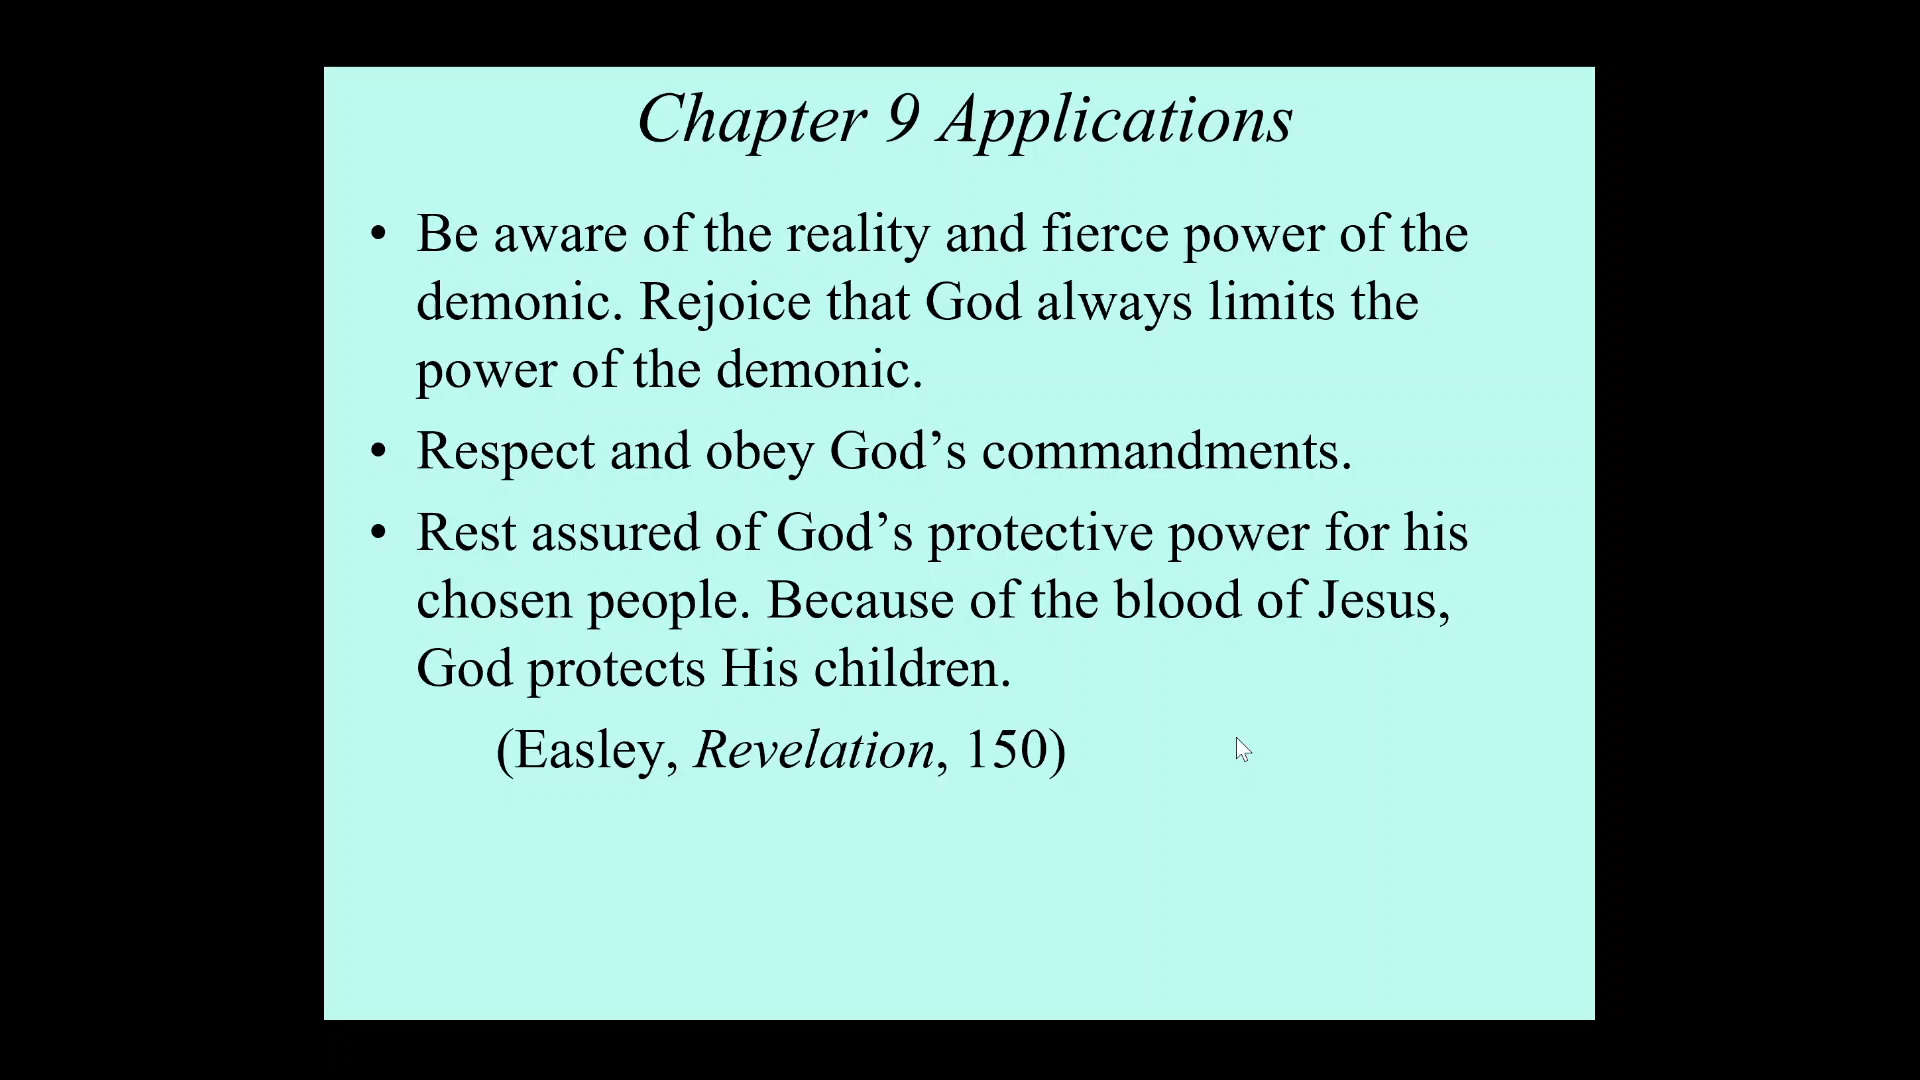 Chapter 9 Applications
• Be aware of the reality and fierce power of the
demonic. Rejoice that God always limits the
power of the demonic.
• Respect and obey God’s commandments.
• Rest assured of God’s protective power for his
chosen people. Because of the blood of Jesus,
God protects His children.
(Easley, Revelation, 150)